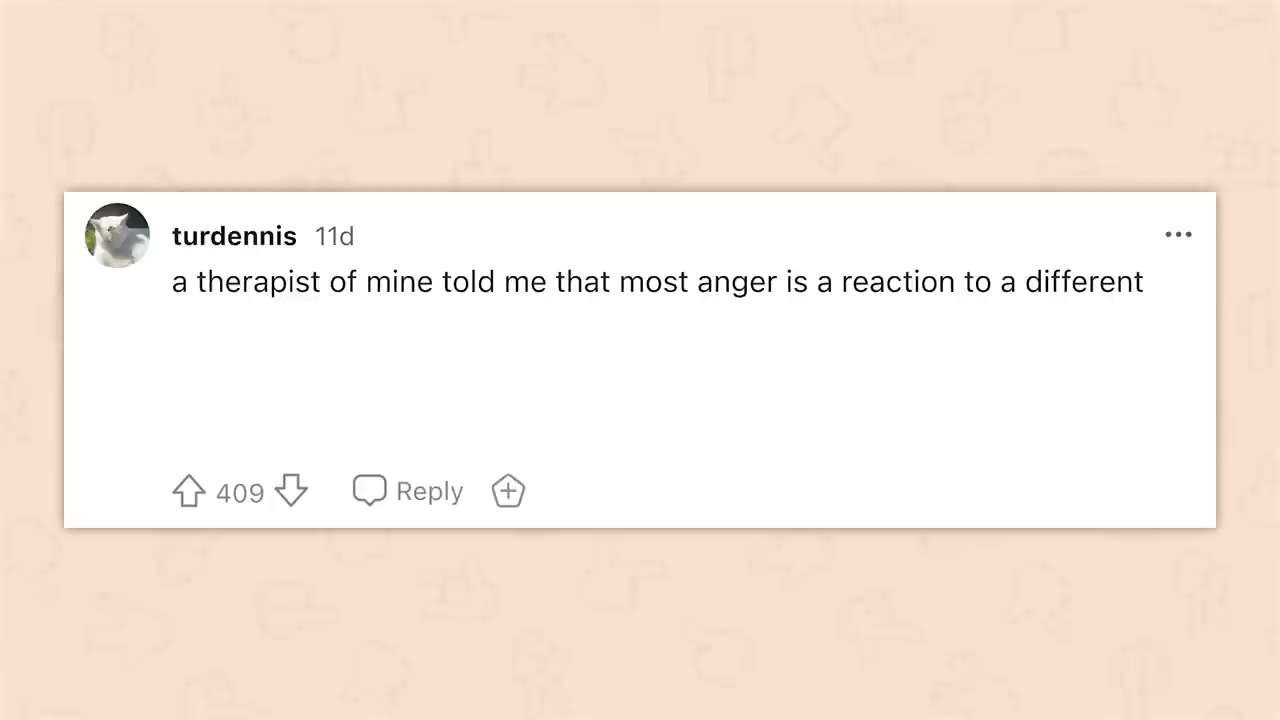 turdennis 11d
a therapist of mine told me that most anger is a reaction to a different
409 Reply